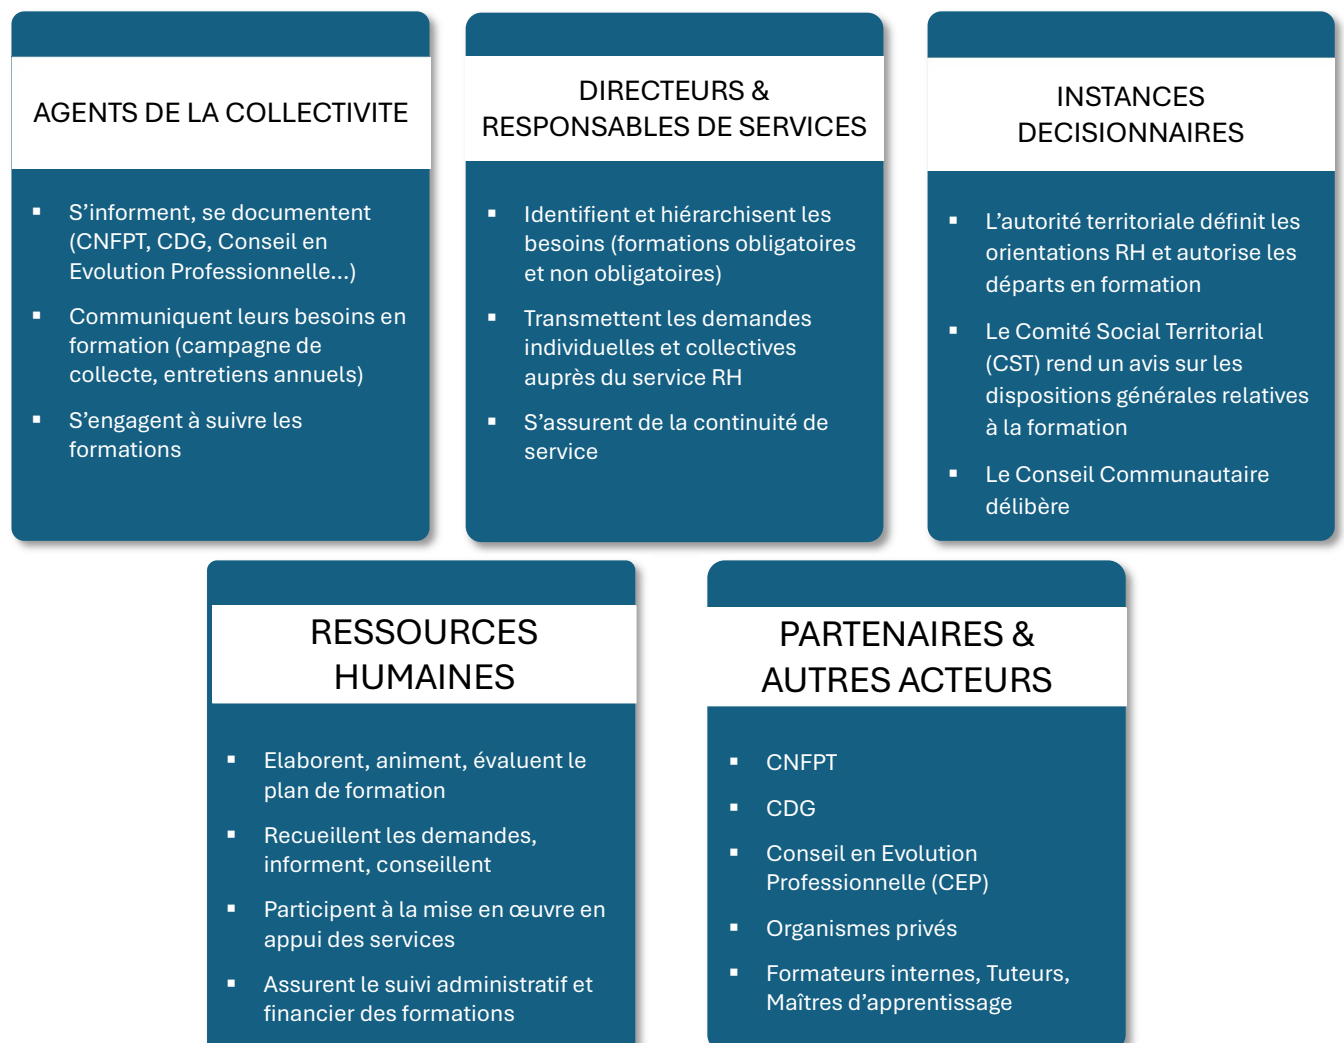 AGENTS DE LA COLLECTIVITE
▪ S’informent, se documentent
(CNFPT, CDG, Conseil en
Evolution Professionnelle…)
▪ Communiquent leurs besoins en
formation (campagne de
collecte, entretiens annuels)
▪ S’engagent à suivre les
formations
DIRECTEURS &
RESPONSABLES DE SERVICES
▪ Identifient et hiérarchisent les
besoins (formations obligatoires
et non obligatoires)
▪ Transmettent les demandes
individuelles et collectives
auprès du service RH
▪ S’assurent de la continuité de
service
INSTANCES
DECISIONNAIRES
▪ L’autorité territoriale définit les
orientations RH et autorise les
départs en formation
▪ Le Comité Social Territorial
(CST) rend un avis sur les
dispositions générales relatives
à la formation
▪ Le Conseil Communautaire
délibère
RESSOURCES
HUMAINES
▪ Elaborent, animent, évaluent le
plan de formation
▪ Recueillent les demandes,
informent, conseillent
▪ Participent à la mise en œuvre en
appui des services
▪ Assurent le suivi administratif et
financier des formations
PARTENAIRES &
AUTRES ACTEURS
▪ CNFPT
▪ CDG
▪ Conseil en Evolution
Professionnelle (CEP)
▪ Organismes privés
▪ Formateurs internes, Tuteurs,
Maîtres d’apprentissage